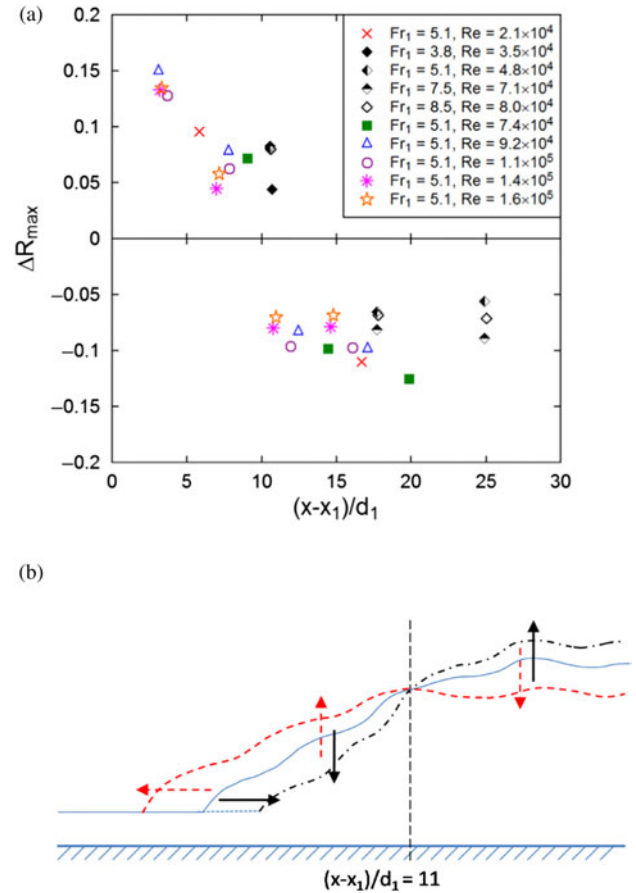 (a)
0.2
0.15
0.1
0.05
0
−0.05
−0.1
−0.15
−0.2
ΔRmax
0 5 10 15 20 25 30
(x-x₁)/d₁
Fr₁ = 5.1, Re = 2.1×10⁴
Fr₁ = 3.8, Re = 3.5×10⁴
Fr₁ = 5.1, Re = 4.8×10⁴
Fr₁ = 7.5, Re = 7.1×10⁴
Fr₁ = 8.5, Re = 8.0×10⁴
Fr₁ = 5.1, Re = 7.4×10⁴
Fr₁ = 5.1, Re = 9.2×10⁴
Fr₁ = 5.1, Re = 1.1×10⁵
Fr₁ = 5.1, Re = 1.4×10⁵
Fr₁ = 5.1, Re = 1.6×10⁵
(b)
(x-x₁)/d₁ = 11